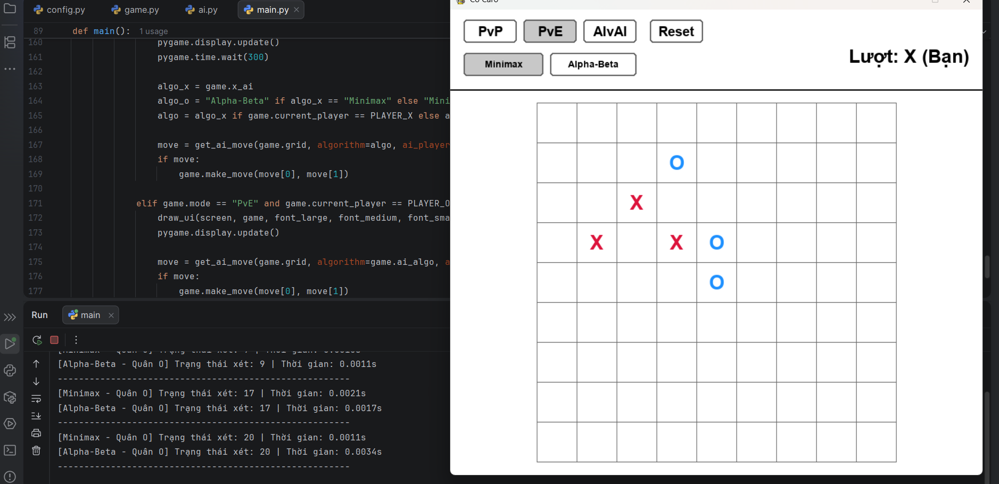 config.py game.py ai.py main.py
89 def main(): 1 usage
160 pygame.display.update()
161 pygame.time.wait(300)
162
163 algo_x = game.x_ai
164 algo_o = "Alpha-Beta" if algo_x == "Minimax" else "Mini
165 algo = algo_x if game.current_player == PLAYER_X else a
166
167 move = get_ai_move(game.grid, algorithm=algo, ai_player
168 if move:
169 game.make_move(move[0], move[1])
170
171 elif game.mode == "PvE" and game.current_player == PLAYER_O
172 draw_ui(screen, game, font_large, font_medium, font_sma
173 pygame.display.update()
174
175 move = get_ai_move(game.grid, algorithm=game.ai_algo, a
176 if move:
177 game.make_move(move[0], move[1])
Run main
[Alpha-Beta - Quân O] Trạng thái xét: 9 | Thời gian: 0.0011s
-------------------------------------------------------
[Minimax - Quân O] Trạng thái xét: 17 | Thời gian: 0.0021s
[Alpha-Beta - Quân O] Trạng thái xét: 17 | Thời gian: 0.0017s
-------------------------------------------------------
[Minimax - Quân O] Trạng thái xét: 20 | Thời gian: 0.0011s
[Alpha-Beta - Quân O] Trạng thái xét: 20 | Thời gian: 0.0034s
-------------------------------------------------------
Cờ Caro
PvP PvE AIvAI Reset
Minimax Alpha-Beta
Lượt: X (Bạn)
O
X
X X O
O